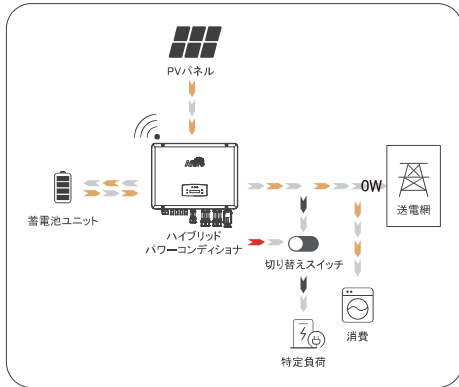 PVパネル
0W
送電網
蓄電池ユニット
ハイブリッド
パワーコンディショナ
切り替えスイッチ
消費
特定負荷